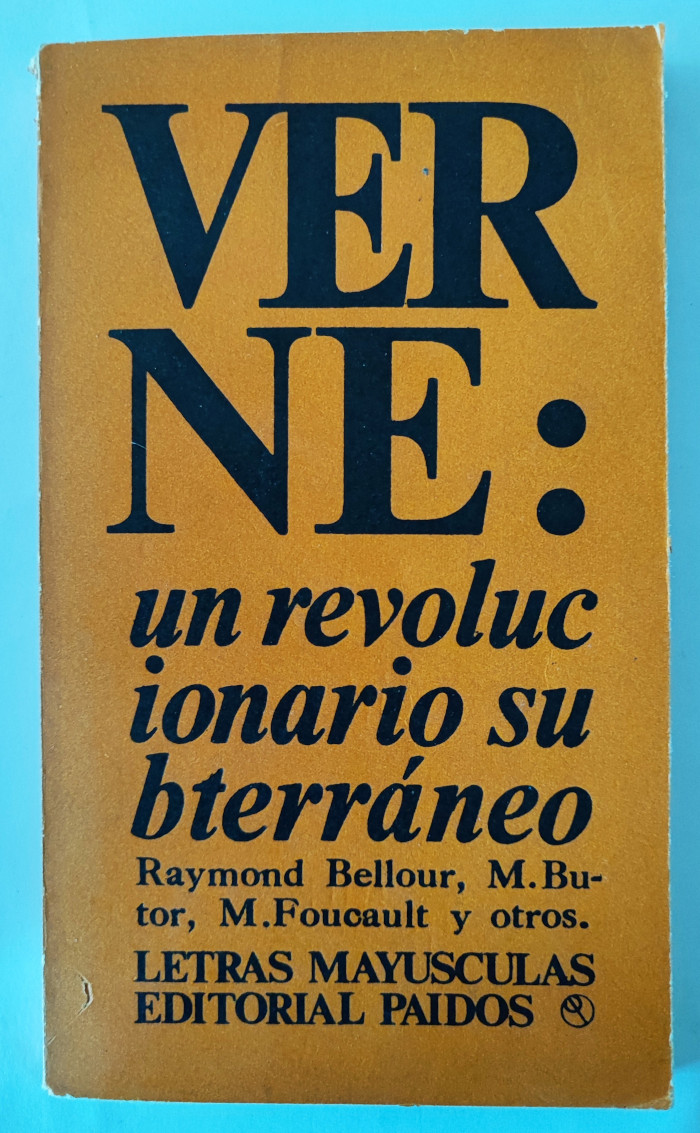 VER
NE:
un revoluc
ionario su
bterráneo
Raymond Bellour, M.Bu-
tor, M.Foucault y otros.
LETRAS MAYUSCULAS
EDITORIAL PAIDOS